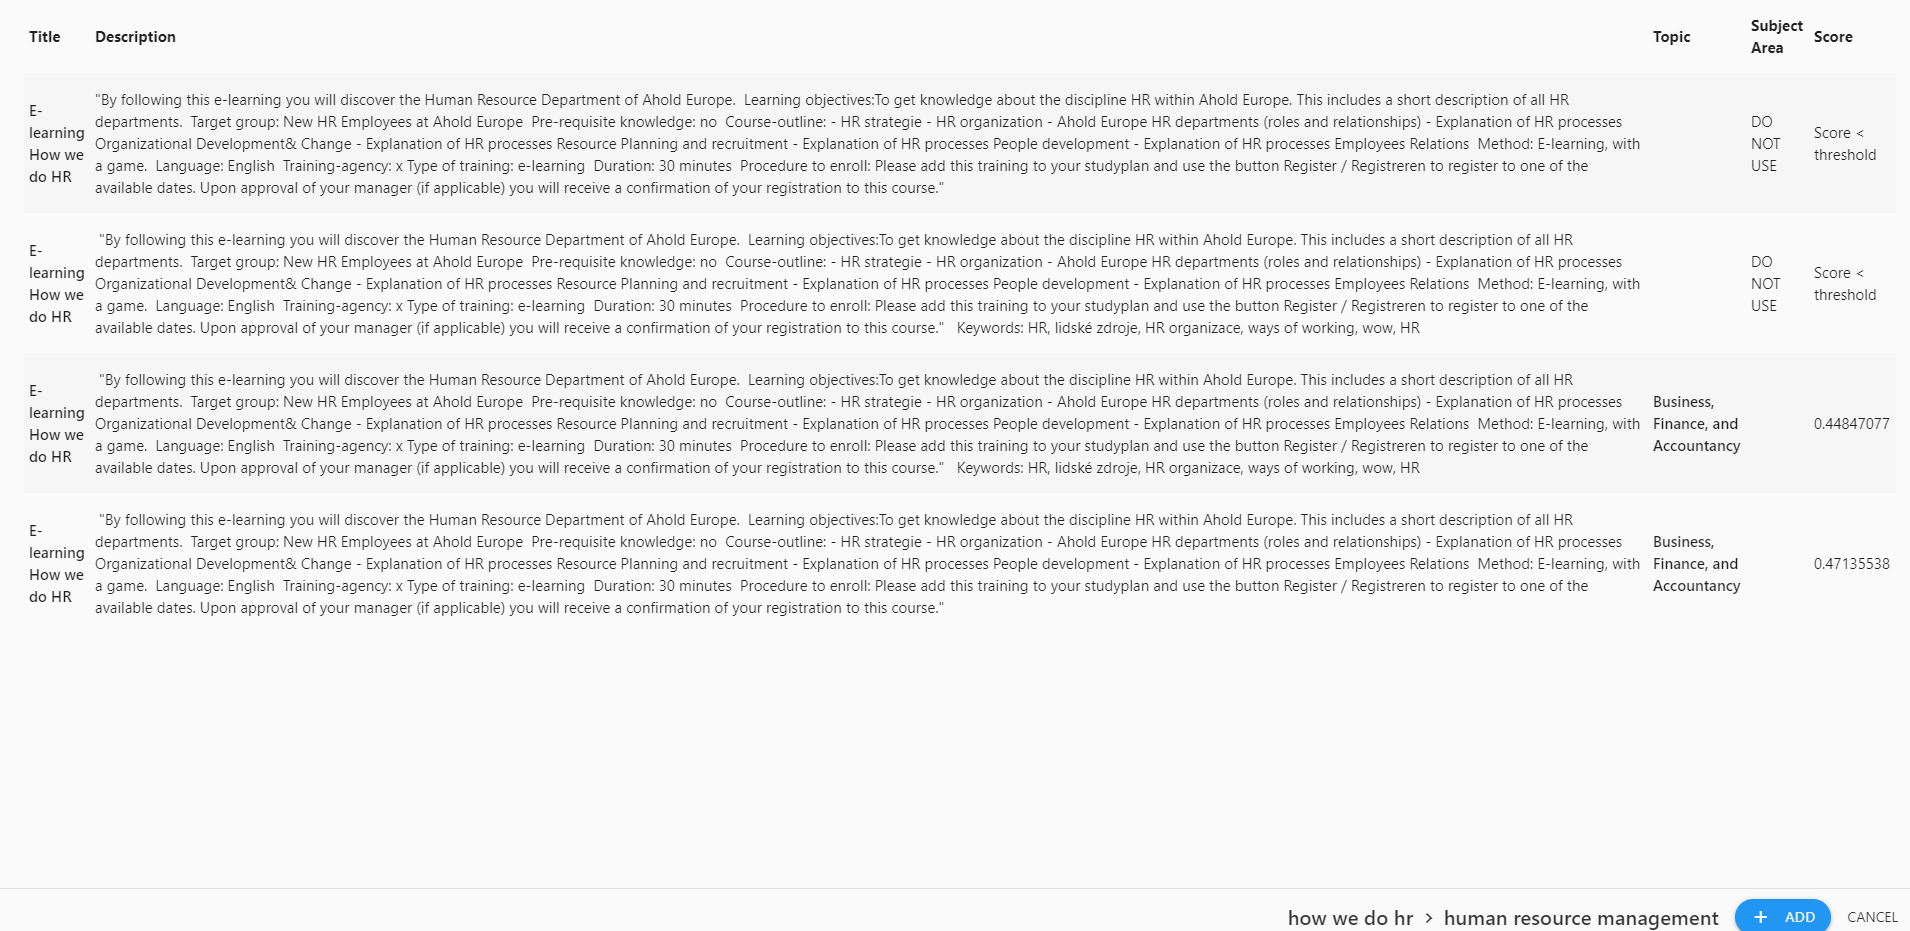 Title Description Topic Subject Area Score
E-learning How we do HR
"By following this e-learning you will discover the Human Resource Department of Ahold Europe.  Learning objectives:To get knowledge about the discipline HR within Ahold Europe. This includes a short description of all HR
departments.  Target group: New HR Employees at Ahold Europe  Pre-requisite knowledge: no  Course-outline: - HR strategie - HR organization - Ahold Europe HR departments (roles and relationships) - Explanation of HR processes
Organizational Development& Change - Explanation of HR processes Resource Planning and recruitment - Explanation of HR processes People development - Explanation of HR processes Employees Relations  Method: E-learning, with
a game.  Language: English  Training-agency: x Type of training: e-learning  Duration: 30 minutes  Procedure to enroll: Please add this training to your studyplan and use the button Register / Registreren to register to one of the
available dates. Upon approval of your manager (if applicable) you will receive a confirmation of your registration to this course."
DO NOT USE
Score < threshold
E-learning How we do HR
"By following this e-learning you will discover the Human Resource Department of Ahold Europe.  Learning objectives:To get knowledge about the discipline HR within Ahold Europe. This includes a short description of all HR
departments.  Target group: New HR Employees at Ahold Europe  Pre-requisite knowledge: no  Course-outline: - HR strategie - HR organization - Ahold Europe HR departments (roles and relationships) - Explanation of HR processes
Organizational Development& Change - Explanation of HR processes Resource Planning and recruitment - Explanation of HR processes People development - Explanation of HR processes Employees Relations  Method: E-learning, with
a game.  Language: English  Training-agency: x Type of training: e-learning  Duration: 30 minutes  Procedure to enroll: Please add this training to your studyplan and use the button Register / Registreren to register to one of the
available dates. Upon approval of your manager (if applicable) you will receive a confirmation of your registration to this course."   Keywords: HR, lidské zdroje, HR organizace, ways of working, wow, HR
DO NOT USE
Score < threshold
E-learning How we do HR
"By following this e-learning you will discover the Human Resource Department of Ahold Europe.  Learning objectives:To get knowledge about the discipline HR within Ahold Europe. This includes a short description of all HR
departments.  Target group: New HR Employees at Ahold Europe  Pre-requisite knowledge: no  Course-outline: - HR strategie - HR organization - Ahold Europe HR departments (roles and relationships) - Explanation of HR processes
Organizational Development& Change - Explanation of HR processes Resource Planning and recruitment - Explanation of HR processes People development - Explanation of HR processes Employees Relations  Method: E-learning, with
a game.  Language: English  Training-agency: x Type of training: e-learning  Duration: 30 minutes  Procedure to enroll: Please add this training to your studyplan and use the button Register / Registreren to register to one of the
available dates. Upon approval of your manager (if applicable) you will receive a confirmation of your registration to this course."   Keywords: HR, lidské zdroje, HR organizace, ways of working, wow, HR
Business, Finance, and Accountancy
0.44847077
E-learning How we do HR
"By following this e-learning you will discover the Human Resource Department of Ahold Europe.  Learning objectives:To get knowledge about the discipline HR within Ahold Europe. This includes a short description of all HR
departments.  Target group: New HR Employees at Ahold Europe  Pre-requisite knowledge: no  Course-outline: - HR strategie - HR organization - Ahold Europe HR departments (roles and relationships) - Explanation of HR processes
Organizational Development& Change - Explanation of HR processes Resource Planning and recruitment - Explanation of HR processes People development - Explanation of HR processes Employees Relations  Method: E-learning, with
a game.  Language: English  Training-agency: x Type of training: e-learning  Duration: 30 minutes  Procedure to enroll: Please add this training to your studyplan and use the button Register / Registreren to register to one of the
available dates. Upon approval of your manager (if applicable) you will receive a confirmation of your registration to this course."
Business, Finance, and Accountancy
0.47135538
how we do hr > human resource management + ADD CANCEL